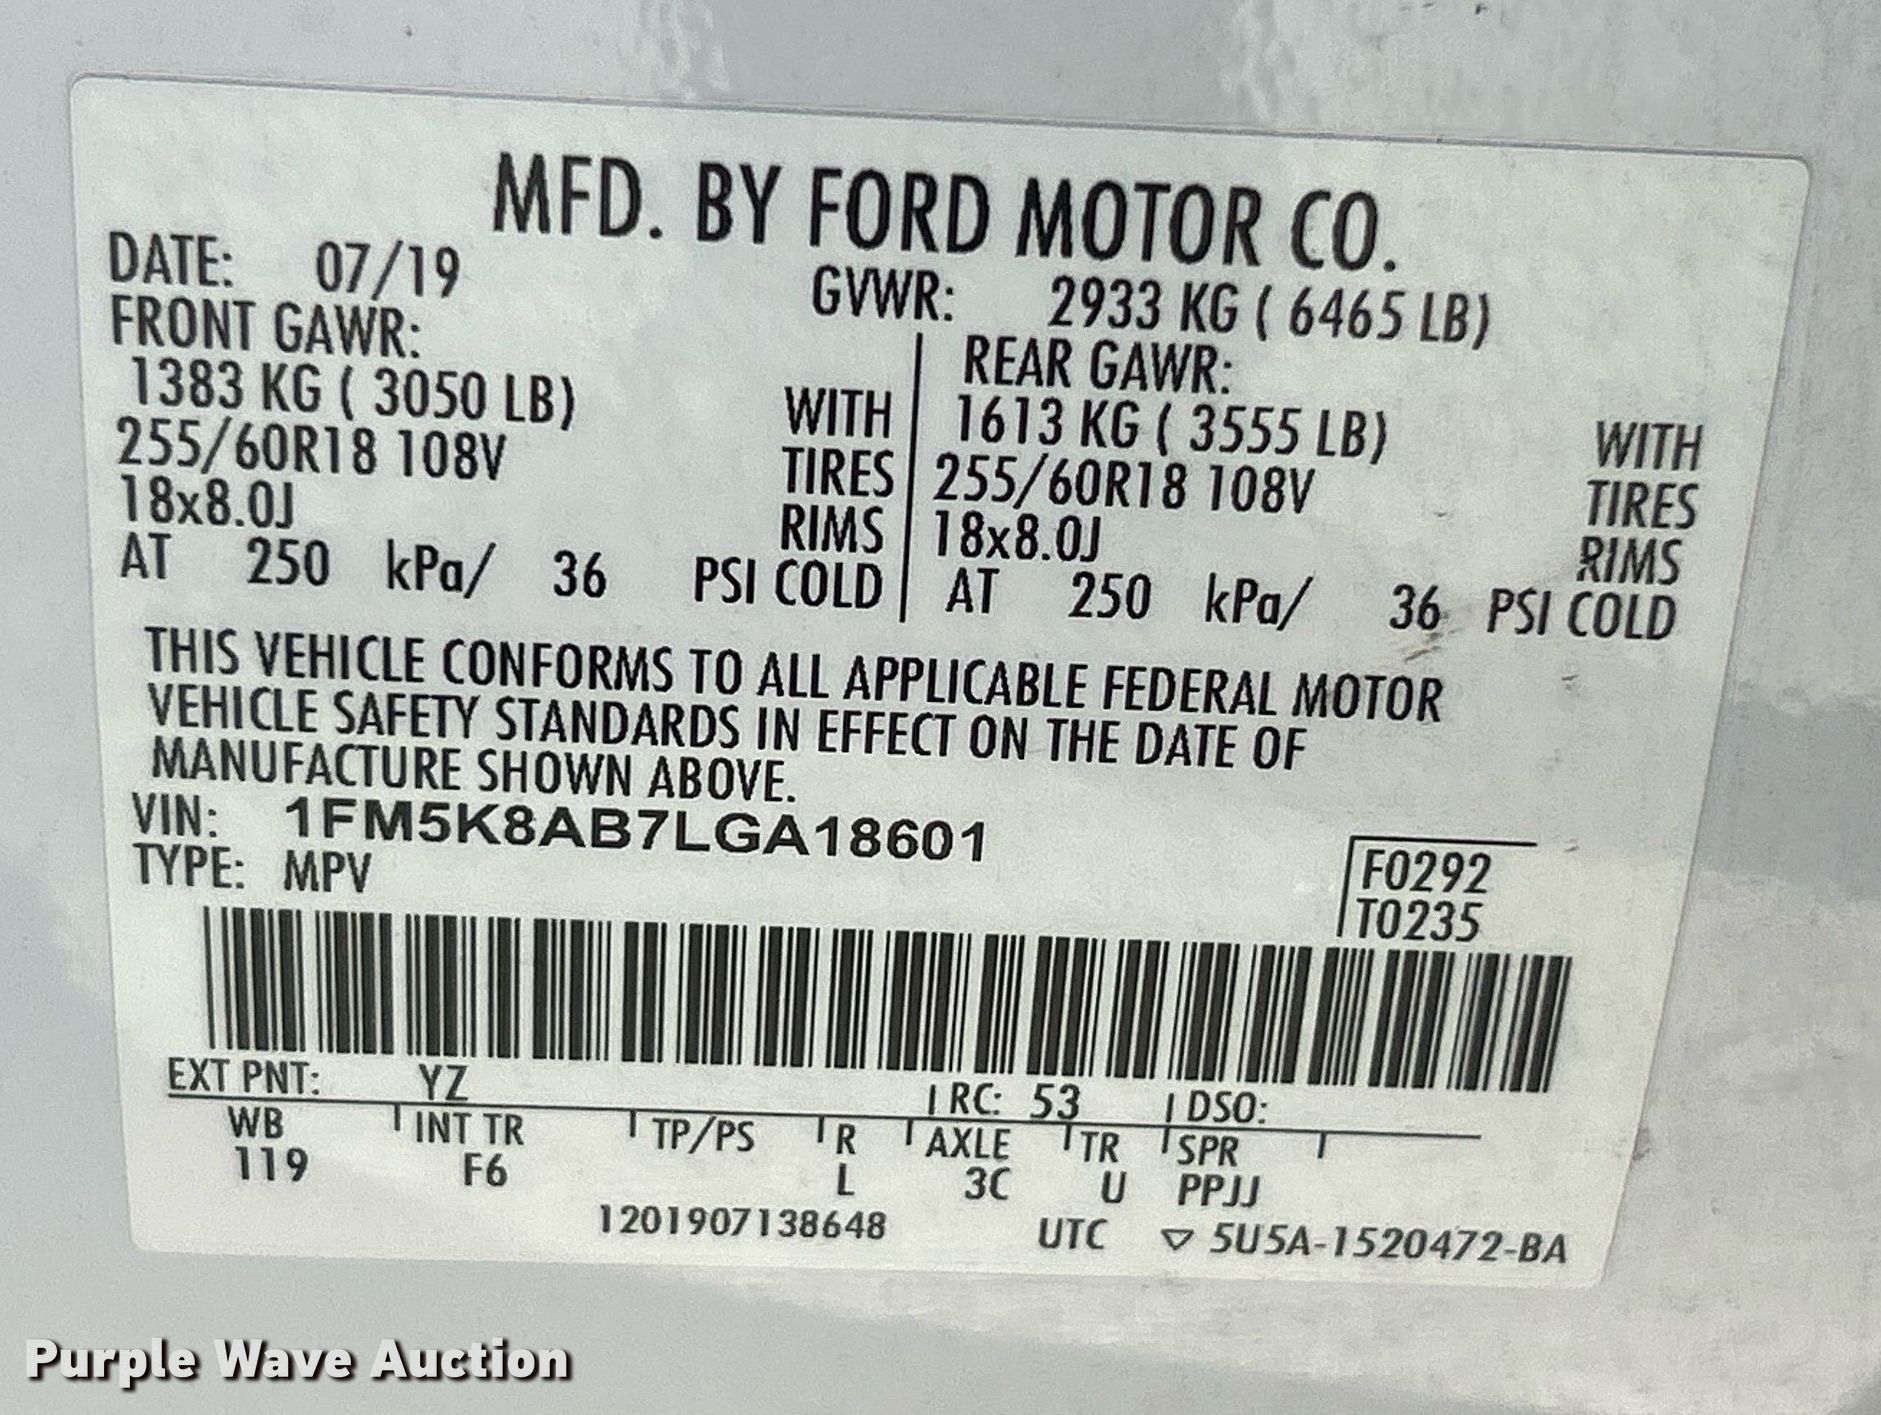 MFD. BY FORD MOTOR CO.
DATE: 07/19 GVWR: 2933 KG ( 6465 LB)
FRONT GAWR: REAR GAWR:
1383 KG ( 3050 LB) WITH 1613 KG ( 3555 LB) WITH
255/60R18 108V TIRES 255/60R18 108V TIRES
18x8.0J RIMS 18x8.0J RIMS
AT 250 kPa/ 36 PSI COLD AT 250 kPa/ 36 PSI COLD
THIS VEHICLE CONFORMS TO ALL APPLICABLE FEDERAL MOTOR
VEHICLE SAFETY STANDARDS IN EFFECT ON THE DATE OF
MANUFACTURE SHOWN ABOVE.
VIN: 1FM5K8AB7LGA18601
TYPE: MPV
F0292
T0235
EXT PNT: YZ RC: 53 DSO:
WB INT TR TP/PS R AXLE TR SPR
119 F6 L 3C U PPJJ
1201907138648 UTC ▽ 5U5A-1520472-BA
Purple Wave Auction